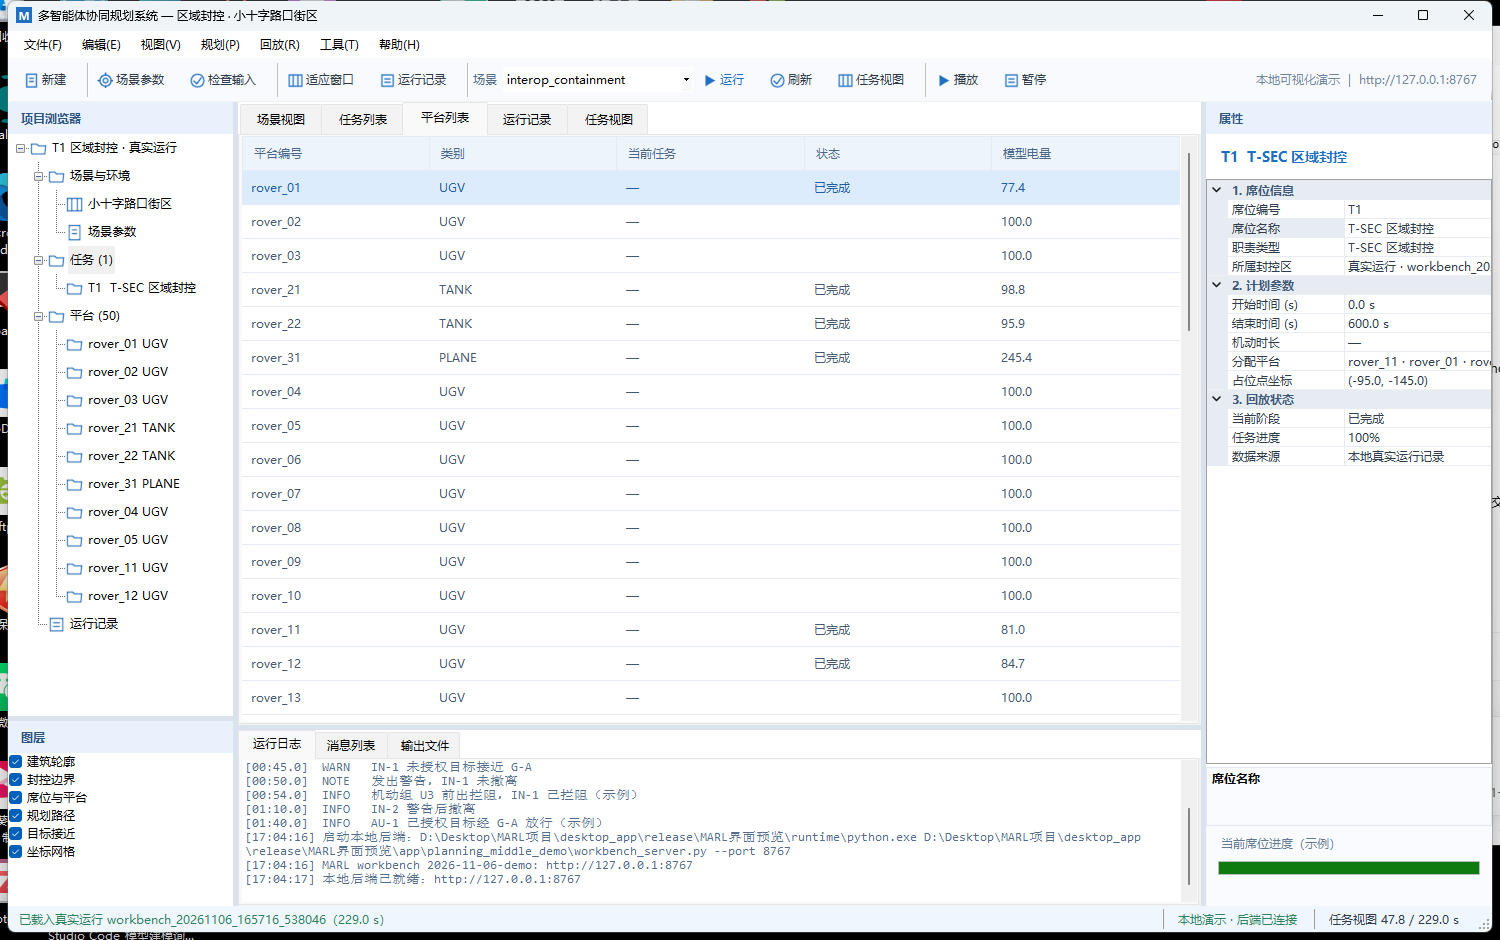 多智能体协同规划系统 — 区域封控 · 小十字路口街区
文件(F) 编辑(E) 视图(V) 规划(P) 回放(R) 工具(T) 帮助(H)
新建 场景参数 检查输入 适应窗口 运行记录 场景 interop_containment 运行 刷新 任务视图 播放 暂停 本地可视化演示 | http://127.0.0.1:8767
项目浏览器
T1 区域封控 · 真实运行
场景与环境
小十字路口街区
场景参数
任务 (1)
T1 T-SEC 区域封控
平台 (50)
rover_01 UGV
rover_02 UGV
rover_03 UGV
rover_21 TANK
rover_22 TANK
rover_31 PLANE
rover_04 UGV
rover_05 UGV
rover_11 UGV
rover_12 UGV
运行记录
图层
建筑轮廓
封控边界
席位与平台
规划路径
目标接近
坐标网格
场景视图 任务列表 平台列表 运行记录 任务视图
平台编号 类别 当前任务 状态 模型电量
rover_01 UGV — 已完成 77.4
rover_02 UGV — 100.0
rover_03 UGV — 100.0
rover_21 TANK — 已完成 98.8
rover_22 TANK — 已完成 95.9
rover_31 PLANE — 已完成 245.4
rover_04 UGV — 100.0
rover_05 UGV — 100.0
rover_06 UGV — 100.0
rover_07 UGV — 100.0
rover_08 UGV — 100.0
rover_09 UGV — 100.0
rover_10 UGV — 100.0
rover_11 UGV — 已完成 81.0
rover_12 UGV — 已完成 84.7
rover_13 UGV — 100.0
运行日志 消息列表 输出文件
[00:45.0] WARN IN-1 未授权目标接近 G-A
[00:50.0] NOTE 发出警告，IN-1 未撤离
[00:54.0] INFO 机动组 U3 前出拦阻，IN-1 已拦阻（示例）
[01:10.0] INFO IN-2 警告后撤离
[01:40.0] INFO AU-1 已授权目标经 G-A 放行（示例）
[17:04:16] 启动本地后端：D:\Desktop\MARL项目\desktop_app\release\MARL界面预览\runtime\python.exe D:\Desktop\MARL项目\desktop_app
\release\MARL界面预览\app\planning_middle_demo\workbench_server.py --port 8767
[17:04:16] MARL workbench 2026-11-06-demo: http://127.0.0.1:8767
[17:04:17] 本地后端已就绪：http://127.0.0.1:8767
属性
T1 T-SEC 区域封控
1. 席位信息
席位编号 T1
席位名称 T-SEC 区域封控
职责类型 T-SEC 区域封控
所属封控区 真实运行 · workbench_20
2. 计划参数
开始时间 (s) 0.0 s
结束时间 (s) 600.0 s
机动时长 —
分配平台 rover_11 · rover_01 · rove
占位点坐标 (-95.0, -145.0)
3. 回放状态
当前阶段 已完成
任务进度 100%
数据来源 本地真实运行记录
席位名称
当前席位进度（示例）
已载入真实运行 workbench_20261106_165716_538046（229.0 s） 本地演示 · 后端已连接 任务视图 47.8 / 229.0 s